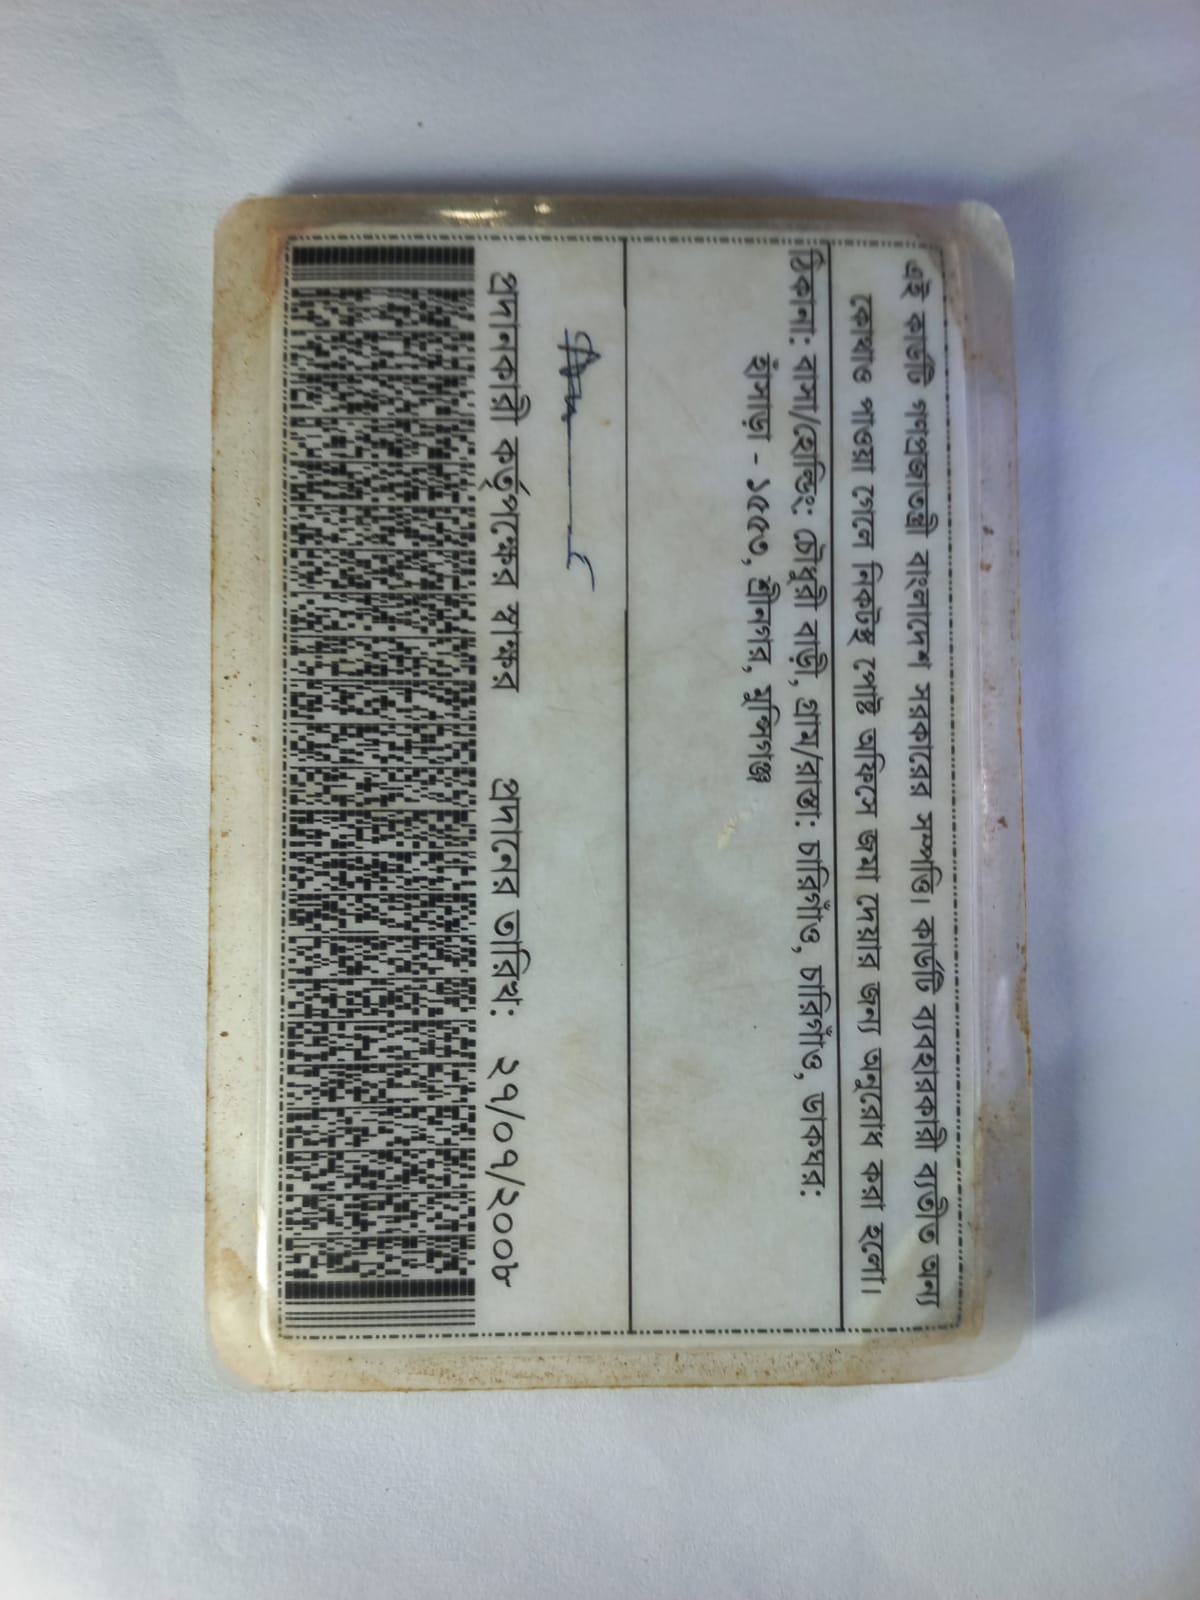 এই কার্ডটি গণপ্রজাতন্ত্রী বাংলাদেশ সরকারের সম্পত্তি। কার্ডটি ব্যবহারকারী ব্যতীত অন্য
কোথাও পাওয়া গেলে নিকটস্থ পোষ্ট অফিসে জমা দেয়ার জন্য অনুরোধ করা হলো।
ঠিকানা: বাসা/হোল্ডিং: চৌধুরী বাড়ী, গ্রাম/রাস্তা: চারিগাঁও, চারিগাঁও, ডাকঘর:
হাঁসাড়া - ১৫৫৩, শ্রীনগর, মুন্সিগঞ্জ
প্রদানকারী কর্তৃপক্ষের স্বাক্ষর প্রদানের তারিখ: ২৭/০৭/২০০৮